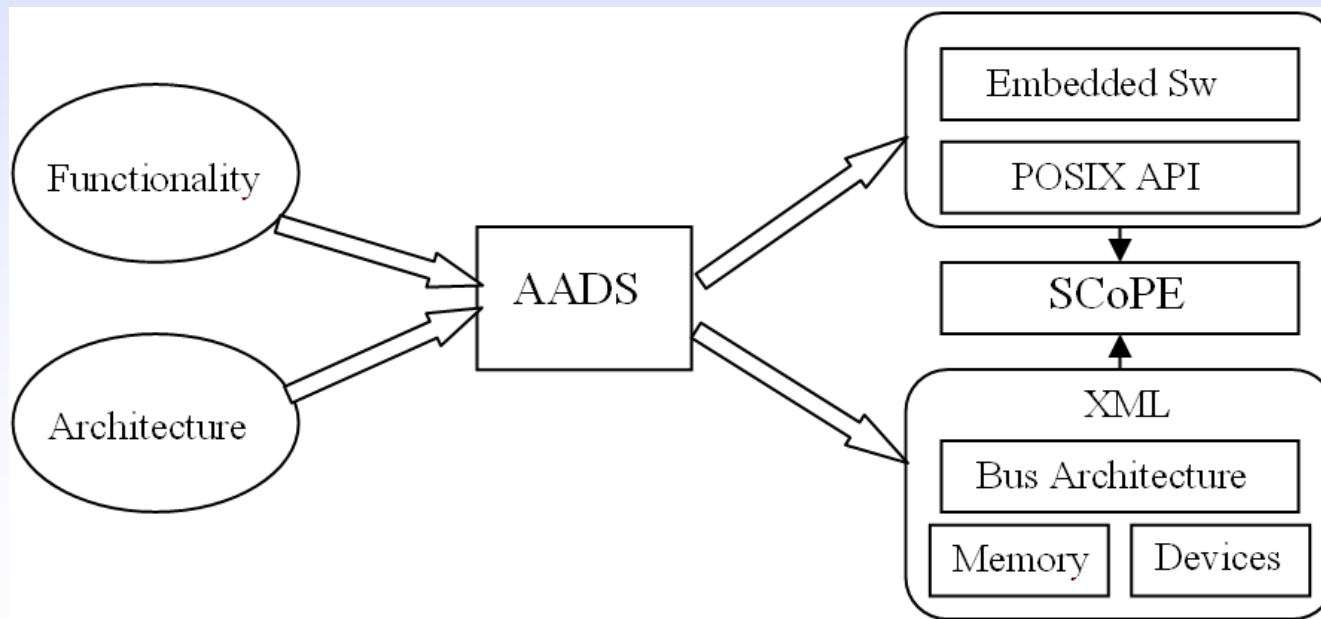 Functionality
Architecture
AADS
Embedded Sw
POSIX API
SCoPE
XML
Bus Architecture
Memory
Devices